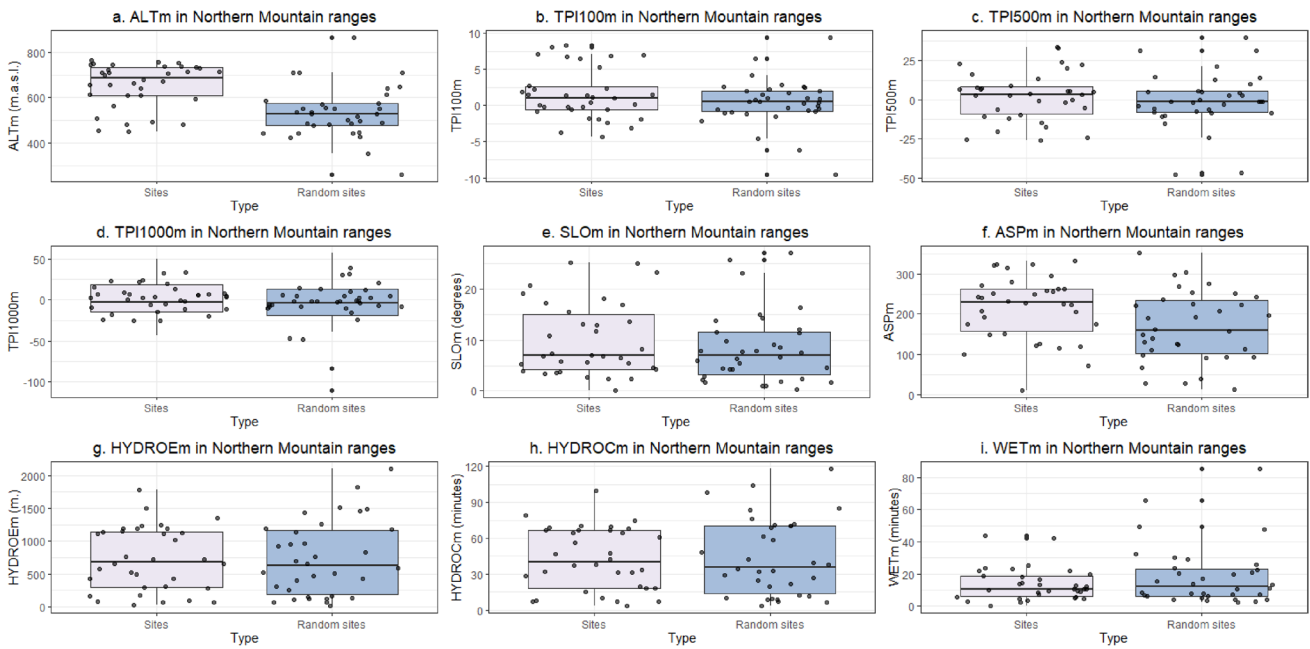 a. ALTm in Northern Mountain ranges
ALTm (m.a.s.l.)
800
600
400
Sites
Random sites
Type
b. TPI100m in Northern Mountain ranges
TPI100m
10
5
0
-5
-10
Sites
Random sites
Type
c. TPI500m in Northern Mountain ranges
TPI500m
25
0
-25
-50
Sites
Random sites
Type
d. TPI1000m in Northern Mountain ranges
TPI1000m
50
0
-50
-100
Sites
Random sites
Type
e. SLOm in Northern Mountain ranges
SLOm (degrees)
20
10
0
Sites
Random sites
Type
f. ASPm in Northern Mountain ranges
ASPm
300
200
100
0
Sites
Random sites
Type
g. HYDROEm in Northern Mountain ranges
HYDROEm (m.)
2000
1500
1000
500
0
Sites
Random sites
Type
h. HYDROCm in Northern Mountain ranges
HYDROCm (minutes)
120
90
60
30
0
Sites
Random sites
Type
i. WETm in Northern Mountain ranges
WETm (minutes)
80
60
40
20
0
Sites
Random sites
Type